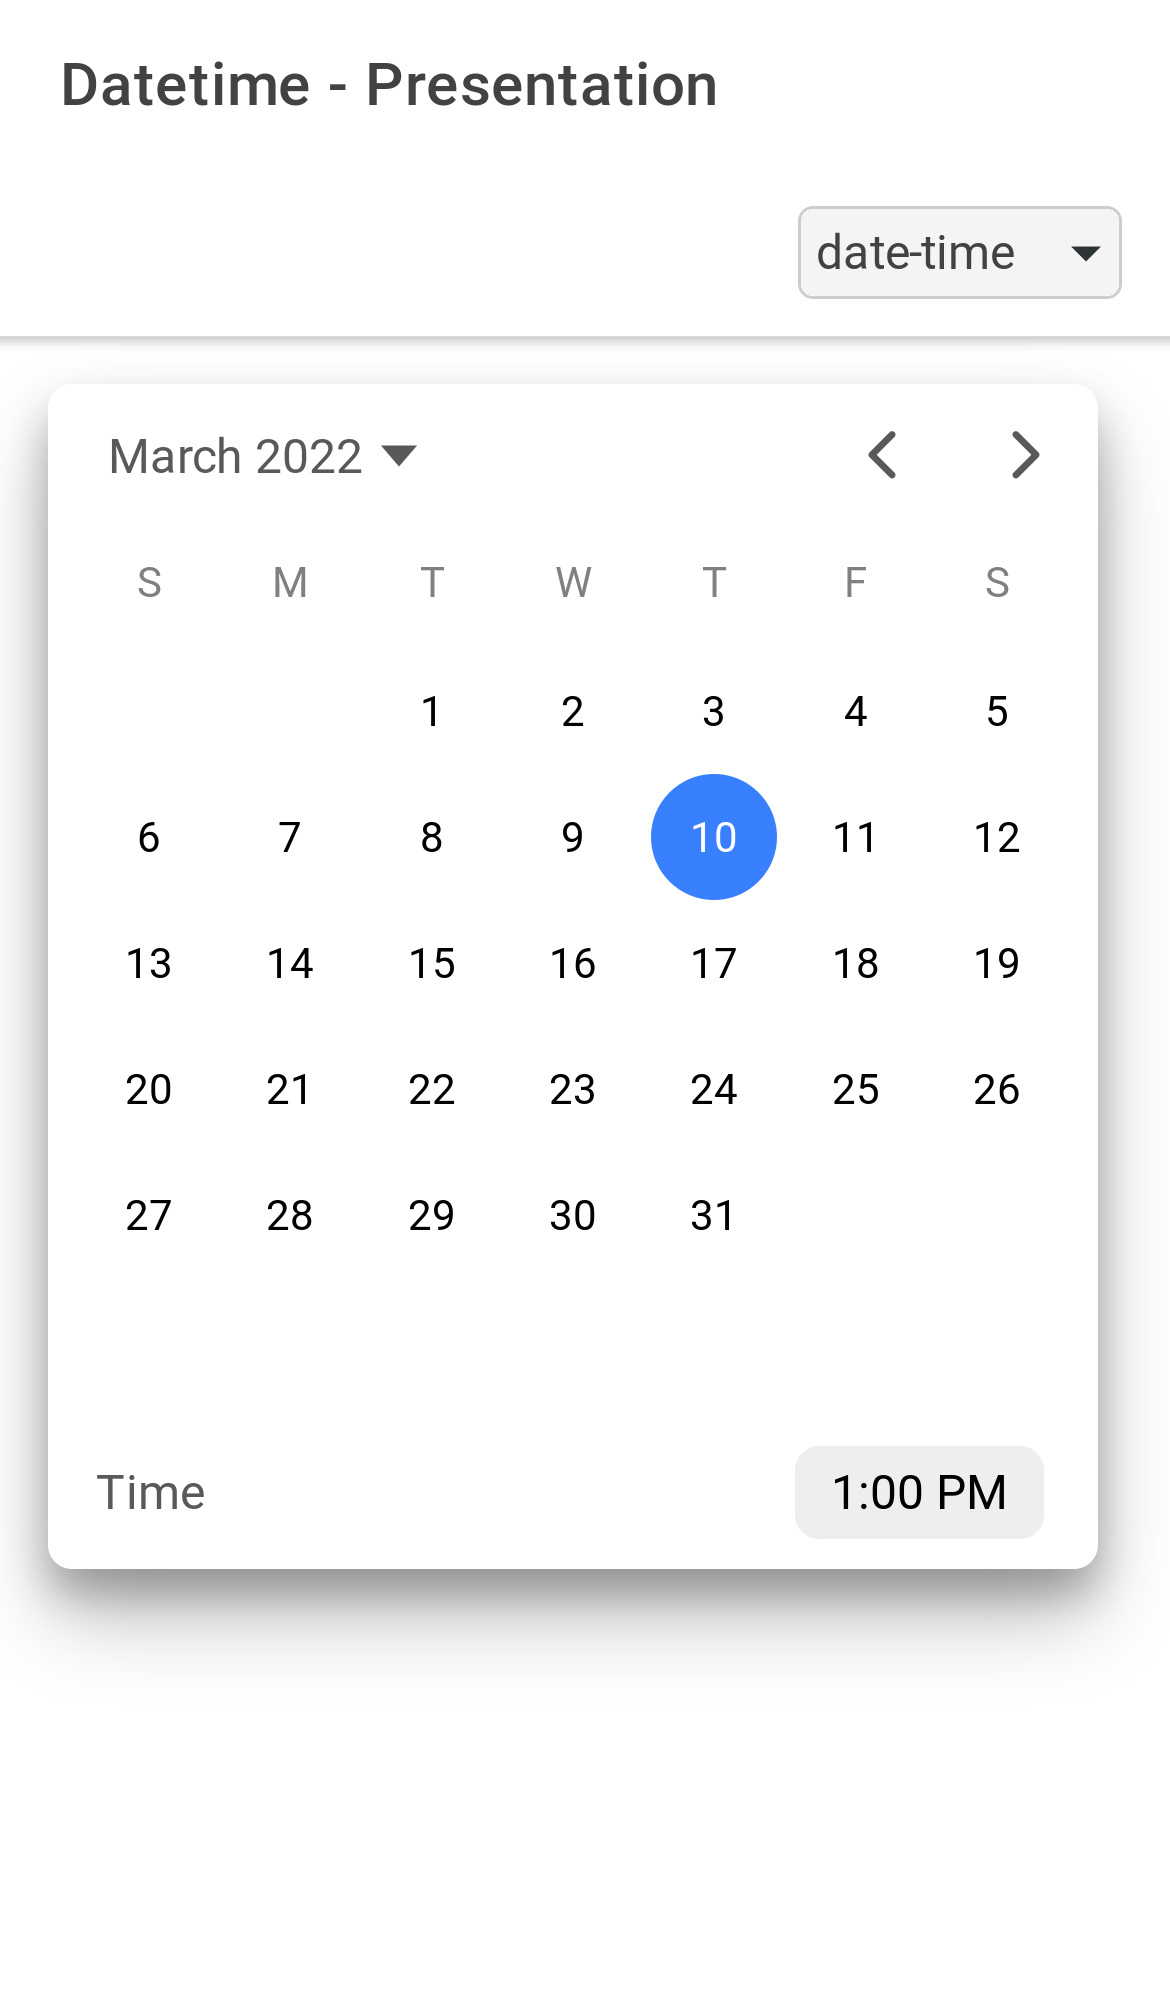 Datetime - Presentation
date-time
March 2022
S M T W T F S
1 2 3 4 5
6 7 8 9 10 11 12
13 14 15 16 17 18 19
20 21 22 23 24 25 26
27 28 29 30 31
Time 1:00 PM